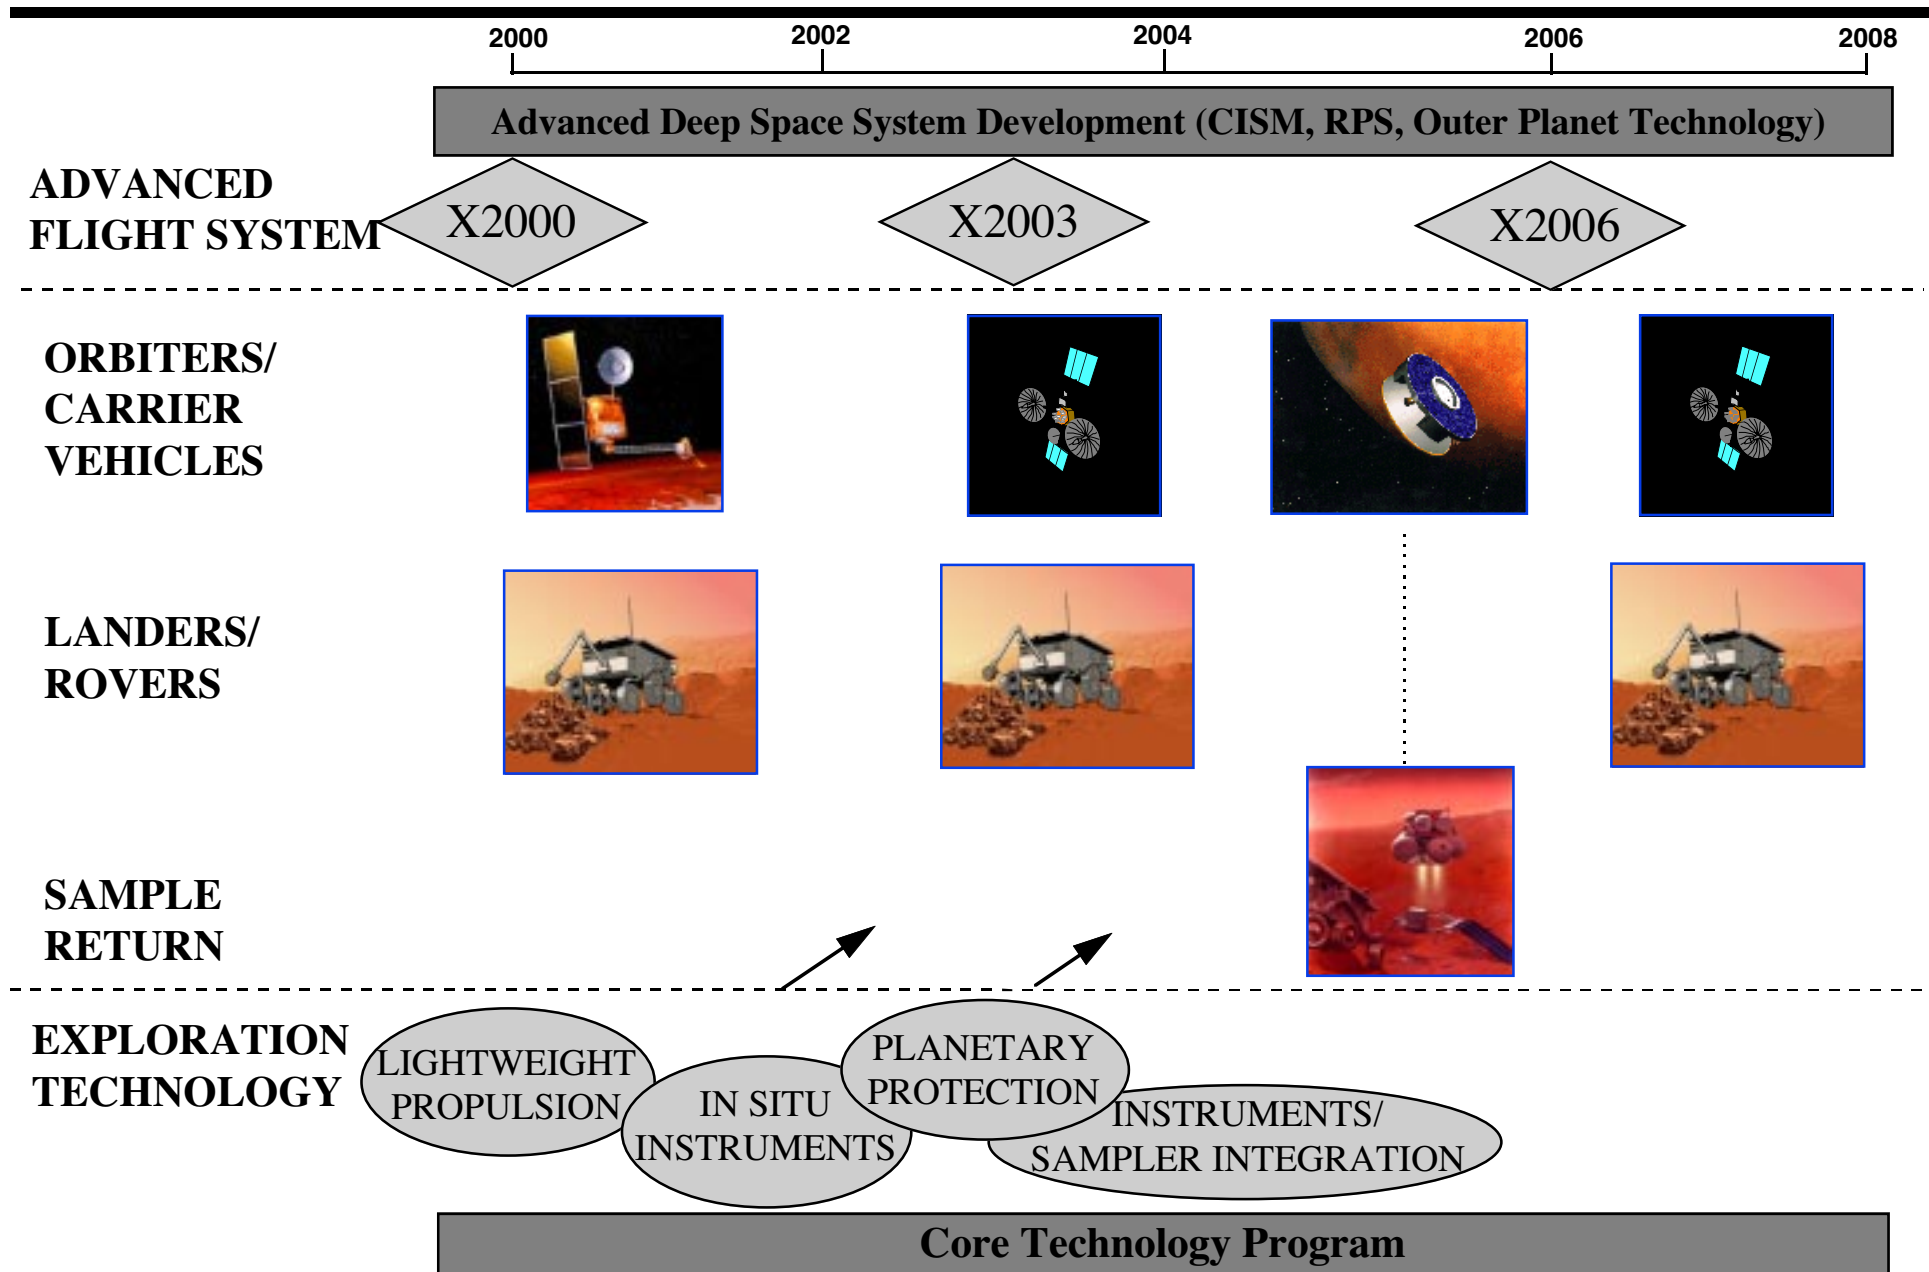 2000 2002 2004 2006 2008
Advanced Deep Space System Development (CISM, RPS, Outer Planet Technology)
ADVANCED
FLIGHT SYSTEM
X2000 X2003 X2006
ORBITERS/
CARRIER
VEHICLES
LANDERS/
ROVERS
SAMPLE
RETURN
EXPLORATION
TECHNOLOGY
LIGHTWEIGHT
PROPULSION
IN SITU
INSTRUMENTS
PLANETARY
PROTECTION
INSTRUMENTS/
SAMPLER INTEGRATION
Core Technology Program